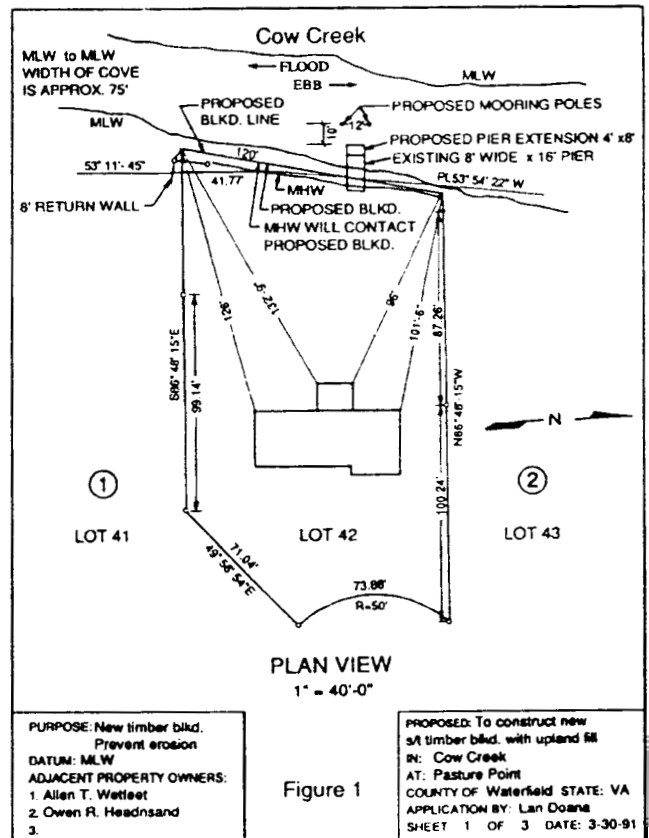 Cow Creek
MLW to MLW
WIDTH OF COVE
IS APPROX. 75'
FLOOD
EBB
MLW
MLW
PROPOSED
BLKD. LINE
10'
12'
PROPOSED MOORING POLES
PROPOSED PIER EXTENSION 4' x8'
EXISTING 8' WIDE x 16" PIER
53° 11'- 45"
120'
41.77'
MHW
PL53° 54' 22" W
8' RETURN WALL
PROPOSED BLKD.
MHW WILL CONTACT
PROPOSED BLKD.
128'
132'-9"
96'
101'-6"
87.26'
S86° 48' 15"E
99.14'
N86°48'-15"W
100.24'
N
1
2
LOT 41
LOT 42
LOT 43
71.04'
49° 58' 54"E
73.88'
R=50'
PLAN VIEW
1" = 40'-0"
PURPOSE: New timber blkd.
Prevent erosion
DATUM: MLW
ADJACENT PROPERTY OWNERS:
1. Allen T. Wetfeet
2. Owen R. Headnsand
3.
Figure 1
PROPOSED: To construct new
s/t timber blkd. with upland fill
IN: Cow Creek
AT: Pasture Point
COUNTY OF Waterfield STATE: VA
APPLICATION BY: Lan Doane
SHEET 1 OF 3 DATE: 3-30-91